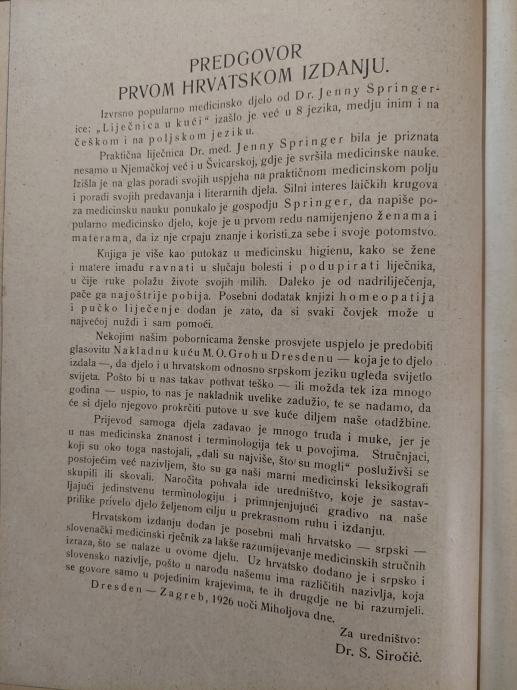 PREDGOVOR
PRVOM HRVATSKOM IZDANJU.
Izvrsno popularno medicinsko djelo od Dr. Jenny Springer-
ice: „Liječnica u kući“ izašlo je već u 8 jezika, medju inim i na
češkom i na poljskom jeziku.
Praktična liječnica Dr. med. Jenny Springer bila je priznata
nesamo u Njemačkoj već i u Švicarskoj, gdje je svršila medicinske nauke.
Izišla je na glas poradi svojih uspjeha na praktičnom medicinskom polju
i poradi svojih predavanja i literarnih djela. Silni interes laičkih krugova
za medicinsku nauku ponukalo je gospodju Springer, da napiše po-
pularno medicinsko djelo, koje je u prvom redu namijenjeno ženama i
materama, da iz nje crpaju znanje i koristi za sebe i svoje potomstvo.
Knjiga je više kao putokaz u medicinsku higienu, kako se žene
i matere imadu ravnati u slučaju bolesti i podupirati liječnika,
u čije ruke polažu živote svojih milih. Daleko je od nadriliječenja,
pače ga najoštrije pobija. Posebni dodatak knjizi homeopatija
i pučko liječenje dodan je zato, da si svaki čovjek može u
najvećoj nuždi i sam pomoći.
Nekojim našim pobornicama ženske prosvjete uspjelo je predobiti
glasovitu Nakladnu kuću M. O. Groh u Dresdenu — koja je to djelo
izdala —, da djelo i u hrvatskom odnosno srpskom jeziku ugleda svijetlo
svijeta. Pošto bi u nas takav pothvat teško — ili možda tek iza mnogo
godina — uspio, to nas je nakladnik uvelike zadužio, te se nadamo, da
će si djelo njegovo prokrčiti putove u sve kuće diljem naše otadžbine.
Prijevod samoga djela zadavao je mnogo truda i muke, jer je
u nas medicinska znanost i terminologija tek u povojima. Stručnjaci,
koji su oko toga nastojali, „dali su najviše, što su mogli“ posluživši se
postojećim već nazivljem, što su ga naši marni medicinski leksikografi
skupili ili skovali. Naročita pohvala ide uredništvo, koje je sastav-
ljajući jedinstvenu terminologiju i primnjenjujući gradivo na naše
prilike privelo djelo željenom cilju u prekrasnom ruhu i izdanju.
Hrvatskom izdanju dodan je posebni mali hrvatsko — srpski —
slovenački medicinski rječnik za lakše razumijevanje medicinskih stručnih
izraza, što se nalaze u ovome djelu. Uz hrvatsko dodano je i srpsko i
slovensko nazivlje, pošto u narodu našemu ima različitih nazivlja, koja
se govore samo u pojedinim krajevima, te ih drugdje ne bi razumjeli.
Dresden — Zagreb, 1926 uoči Miholjova dne.
Za uredništvo:
Dr. S. Siročić.